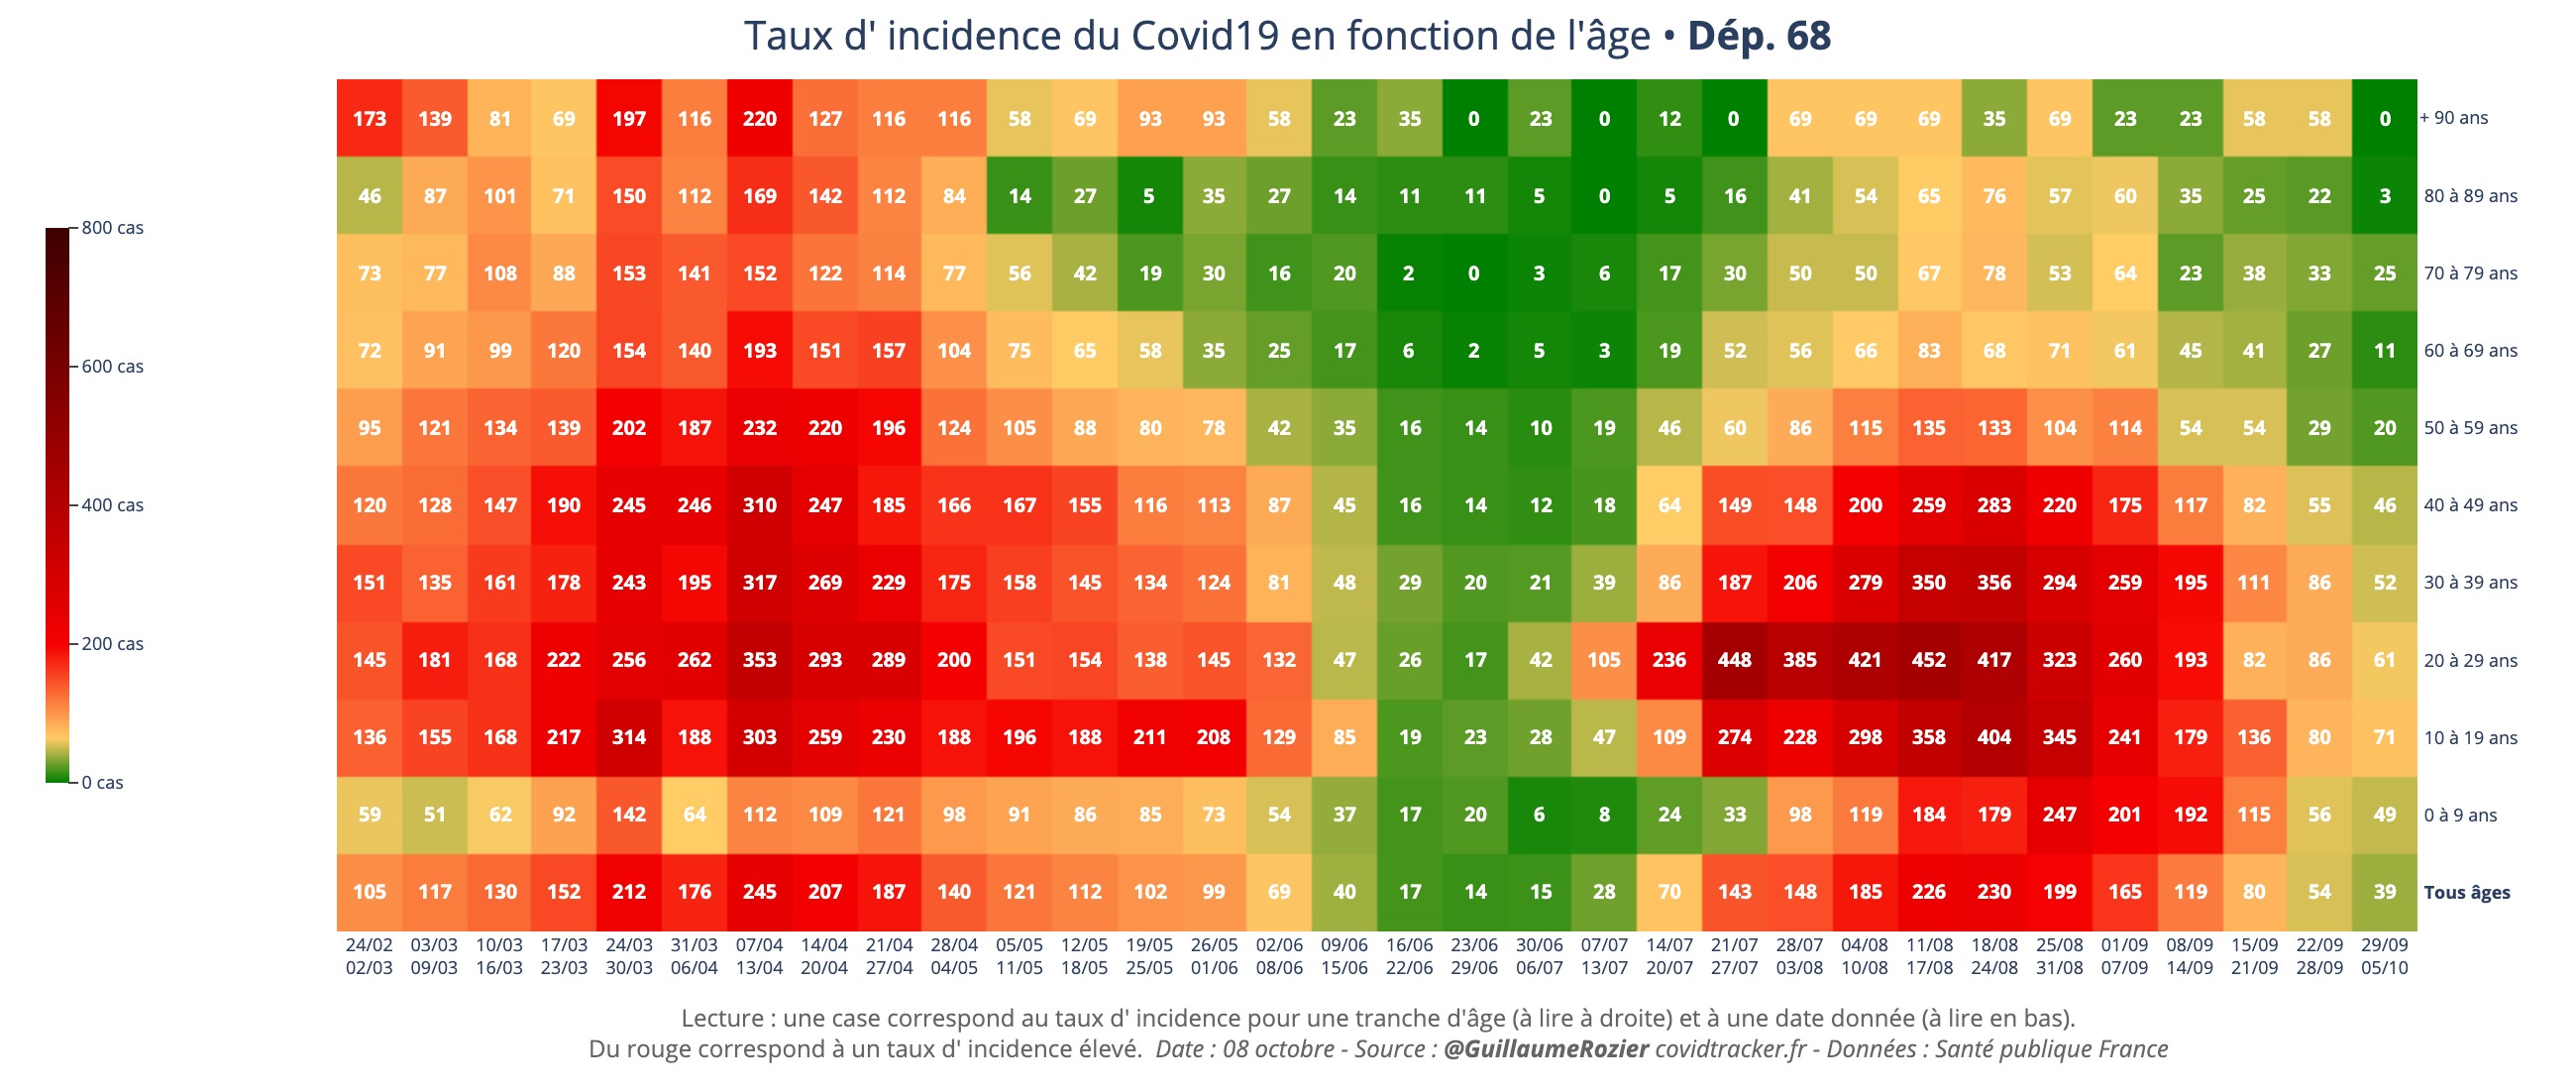 Taux d' incidence du Covid19 en fonction de l'âge • Dép. 68
173 139 81 69 197 116 220 127 116 116 58 69 93 93 58 23 35 0 23 0 12 0 69 69 69 35 69 23 23 58 58 0 + 90 ans
46 87 101 71 150 112 169 142 112 84 14 27 5 35 27 14 11 11 5 0 5 16 41 54 65 76 57 60 35 25 22 3 80 à 89 ans
800 cas
73 77 108 88 153 141 152 122 114 77 56 42 19 30 16 20 2 0 3 6 17 30 50 50 67 78 53 64 23 38 33 25 70 à 79 ans
72 91 99 120 154 140 193 151 157 104 75 65 58 35 25 17 6 2 5 3 19 52 56 66 83 68 71 61 45 41 27 11 60 à 69 ans
600 cas
95 121 134 139 202 187 232 220 196 124 105 88 80 78 42 35 16 14 10 19 46 60 86 115 135 133 104 114 54 54 29 20 50 à 59 ans
400 cas
120 128 147 190 245 246 310 247 185 166 167 155 116 113 87 45 16 14 12 18 64 149 148 200 259 283 220 175 117 82 55 46 40 à 49 ans
151 135 161 178 243 195 317 269 229 175 158 145 134 124 81 48 29 20 21 39 86 187 206 279 350 356 294 259 195 111 86 52 30 à 39 ans
200 cas
145 181 168 222 256 262 353 293 289 200 151 154 138 145 132 47 26 17 42 105 236 448 385 421 452 417 323 260 193 82 86 61 20 à 29 ans
136 155 168 217 314 188 303 259 230 188 196 188 211 208 129 85 19 23 28 47 109 274 228 298 358 404 345 241 179 136 80 71 10 à 19 ans
0 cas
59 51 62 92 142 64 112 109 121 98 91 86 85 73 54 37 17 20 6 8 24 33 98 119 184 179 247 201 192 115 56 49 0 à 9 ans
105 117 130 152 212 176 245 207 187 140 121 112 102 99 69 40 17 14 15 28 70 143 148 185 226 230 199 165 119 80 54 39 Tous âges
24/02 03/03 10/03 17/03 24/03 31/03 07/04 14/04 21/04 28/04 05/05 12/05 19/05 26/05 02/06 09/06 16/06 23/06 30/06 07/07 14/07 21/07 28/07 04/08 11/08 18/08 25/08 01/09 08/09 15/09 22/09 29/09
02/03 09/03 16/03 23/03 30/03 06/04 13/04 20/04 27/04 04/05 11/05 18/05 25/05 01/06 08/06 15/06 22/06 29/06 06/07 13/07 20/07 27/07 03/08 10/08 17/08 24/08 31/08 07/09 14/09 21/09 28/09 05/10
Lecture : une case correspond au taux d' incidence pour une tranche d'âge (à lire à droite) et à une date donnée (à lire en bas).
Du rouge correspond à un taux d' incidence élevé. Date : 08 octobre - Source : @GuillaumeRozier covidtracker.fr - Données : Santé publique France